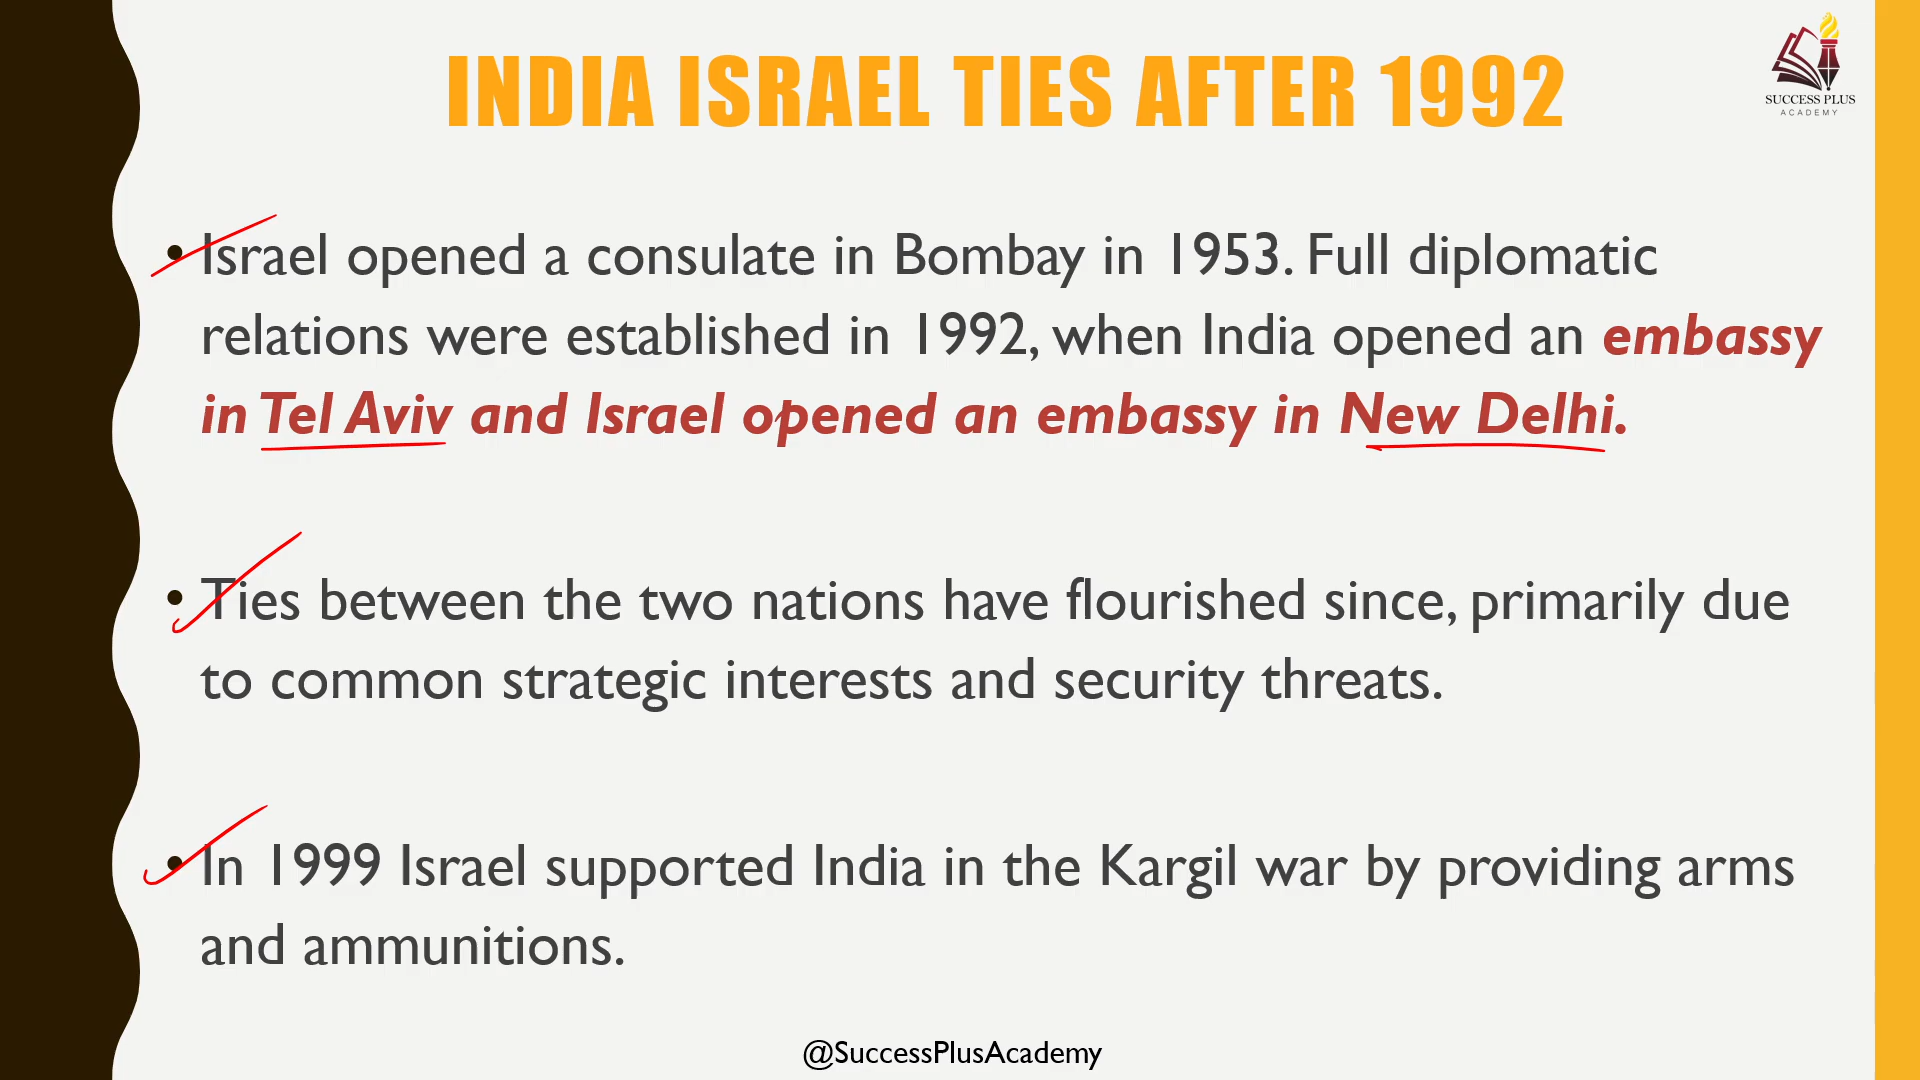 INDIA ISRAEL TIES AFTER 1992
SUCCESS PLUS
ACADEMY
• Israel opened a consulate in Bombay in 1953. Full diplomatic
relations were established in 1992, when India opened an embassy
in Tel Aviv and Israel opened an embassy in New Delhi.
• Ties between the two nations have flourished since, primarily due
to common strategic interests and security threats.
• In 1999 Israel supported India in the Kargil war by providing arms
and ammunitions.
@SuccessPlusAcademy